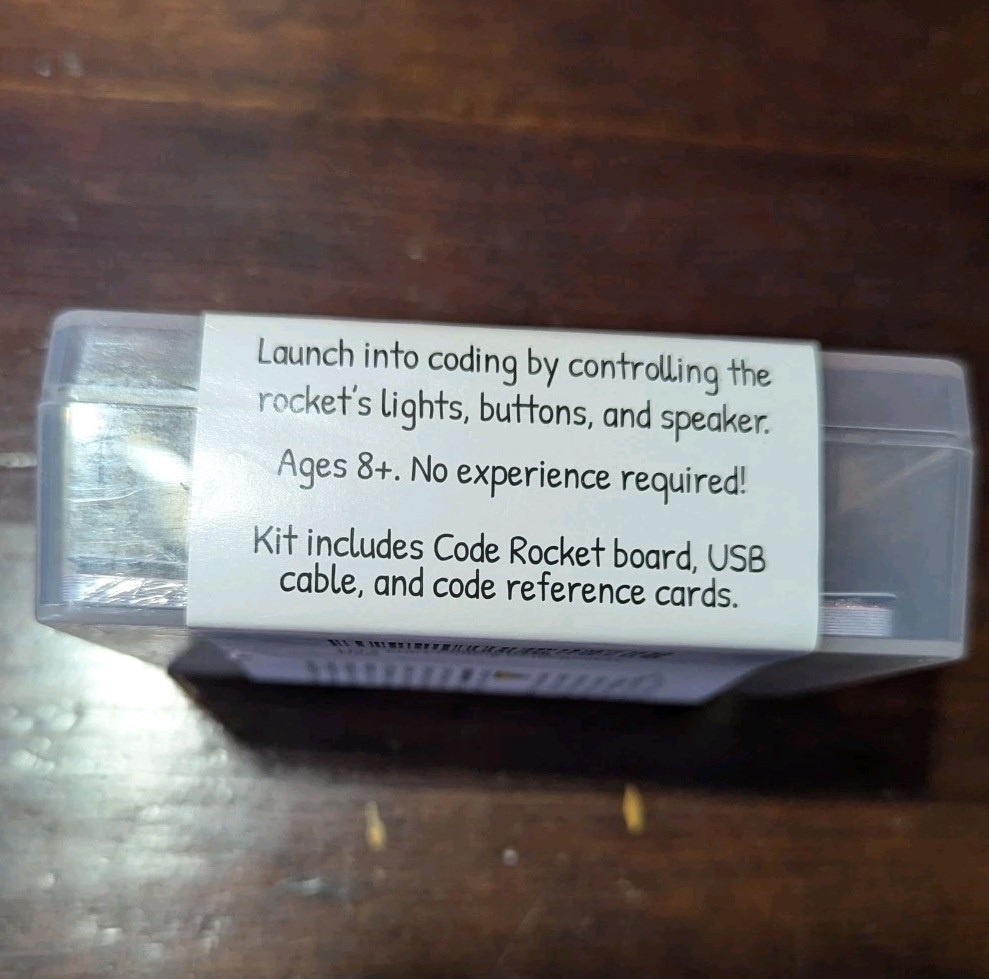 Launch into coding by controlling the
rocket's lights, buttons, and speaker.
Ages 8+. No experience required!
Kit includes Code Rocket board, USB
cable, and code reference cards.